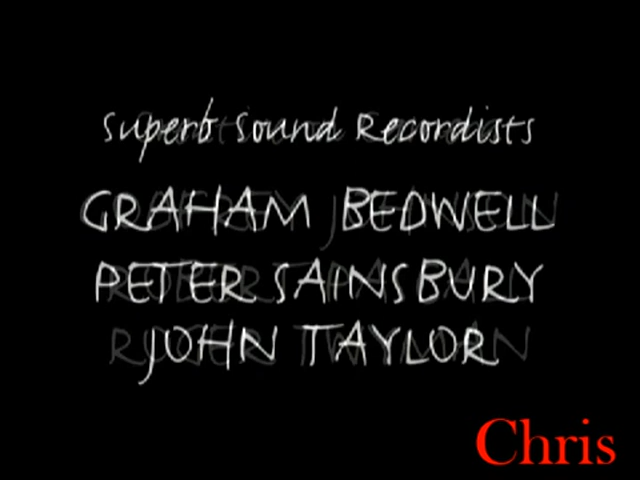 Superb Sound Recordists
GRAHAM BEDWELL
PETER SAINSBURY
JOHN TAYLOR
Chris